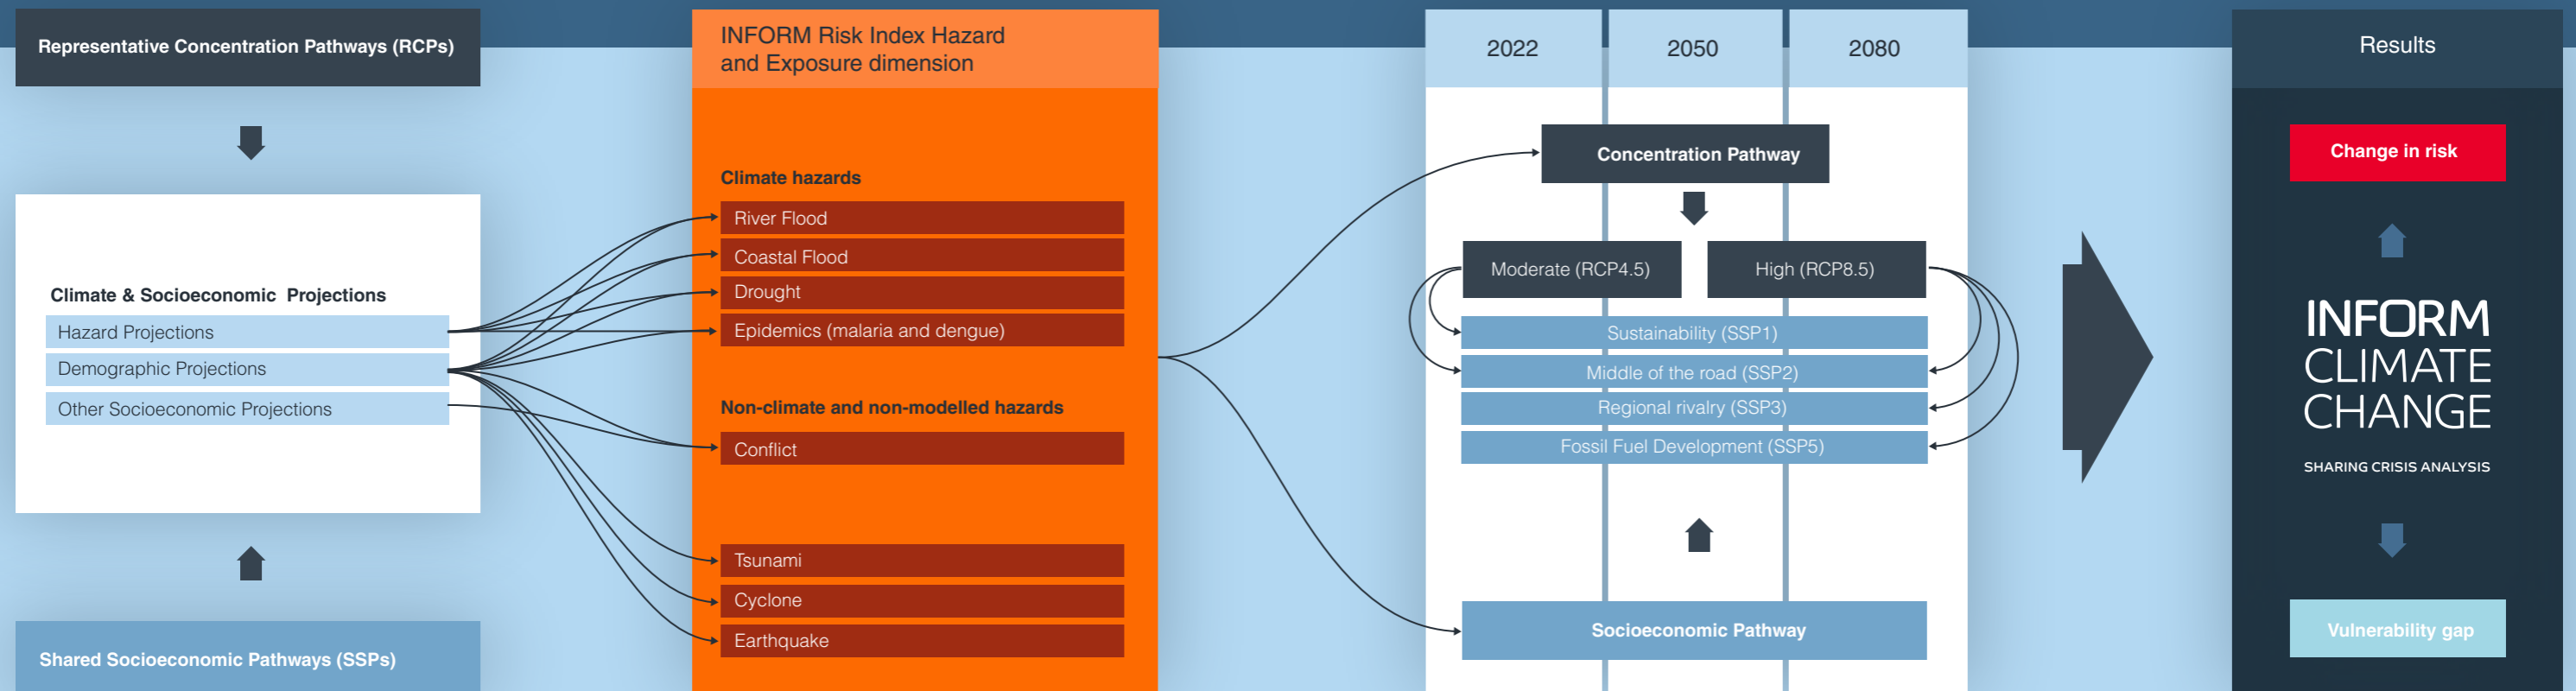 Representative Concentration Pathways (RCPs)
Climate & Socioeconomic Projections
Hazard Projections
Demographic Projections
Other Socioeconomic Projections
Shared Socioeconomic Pathways (SSPs)
INFORM Risk Index Hazard
and Exposure dimension
Climate hazards
River Flood
Coastal Flood
Drought
Epidemics (malaria and dengue)
Non-climate and non-modelled hazards
Conflict
Tsunami
Cyclone
Earthquake
2022
2050
2080
Concentration Pathway
Moderate (RCP4.5)
High (RCP8.5)
Sustainability (SSP1)
Middle of the road (SSP2)
Regional rivalry (SSP3)
Fossil Fuel Development (SSP5)
Socioeconomic Pathway
Results
Change in risk
INFORM
CLIMATE
CHANGE
SHARING CRISIS ANALYSIS
Vulnerability gap